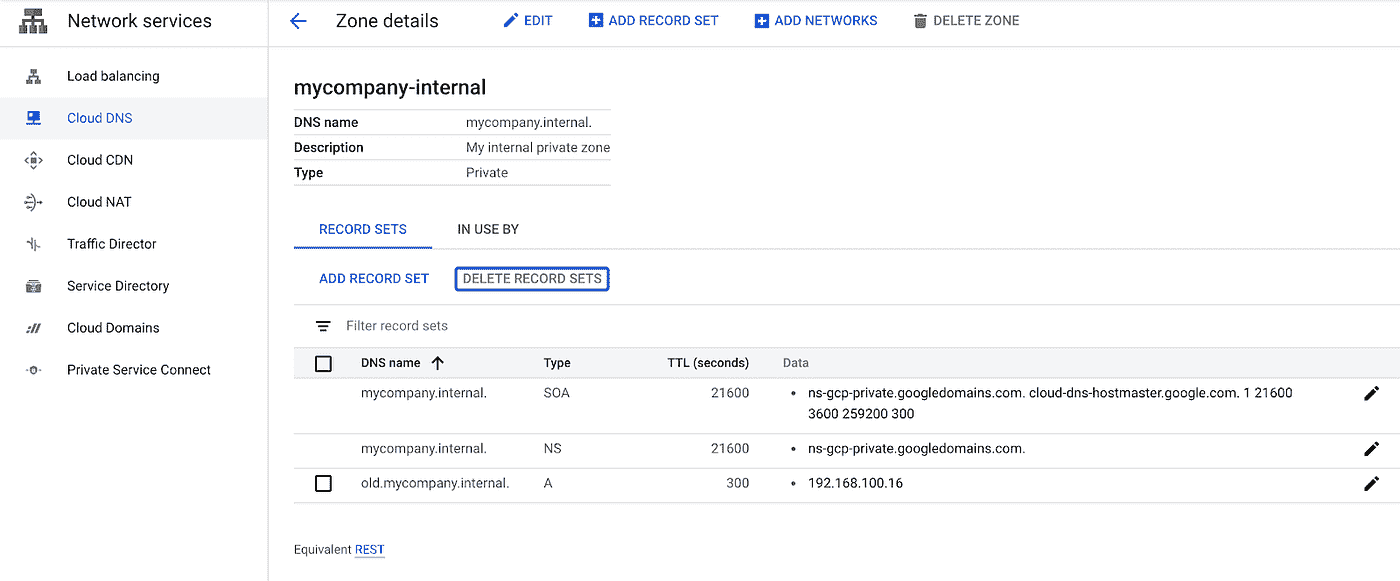 Network services
Zone details
EDIT
ADD RECORD SET
ADD NETWORKS
DELETE ZONE
Load balancing
Cloud DNS
Cloud CDN
Cloud NAT
Traffic Director
Service Directory
Cloud Domains
Private Service Connect
mycompany-internal
DNS name mycompany.internal.
Description My internal private zone
Type Private
RECORD SETS IN USE BY
ADD RECORD SET DELETE RECORD SETS
Filter record sets
DNS name Type TTL (seconds) Data
mycompany.internal. SOA 21600 • ns-gcp-private.googledomains.com. cloud-dns-hostmaster.google.com. 1 21600
3600 259200 300
mycompany.internal. NS 21600 • ns-gcp-private.googledomains.com.
old.mycompany.internal. A 300 • 192.168.100.16
Equivalent REST